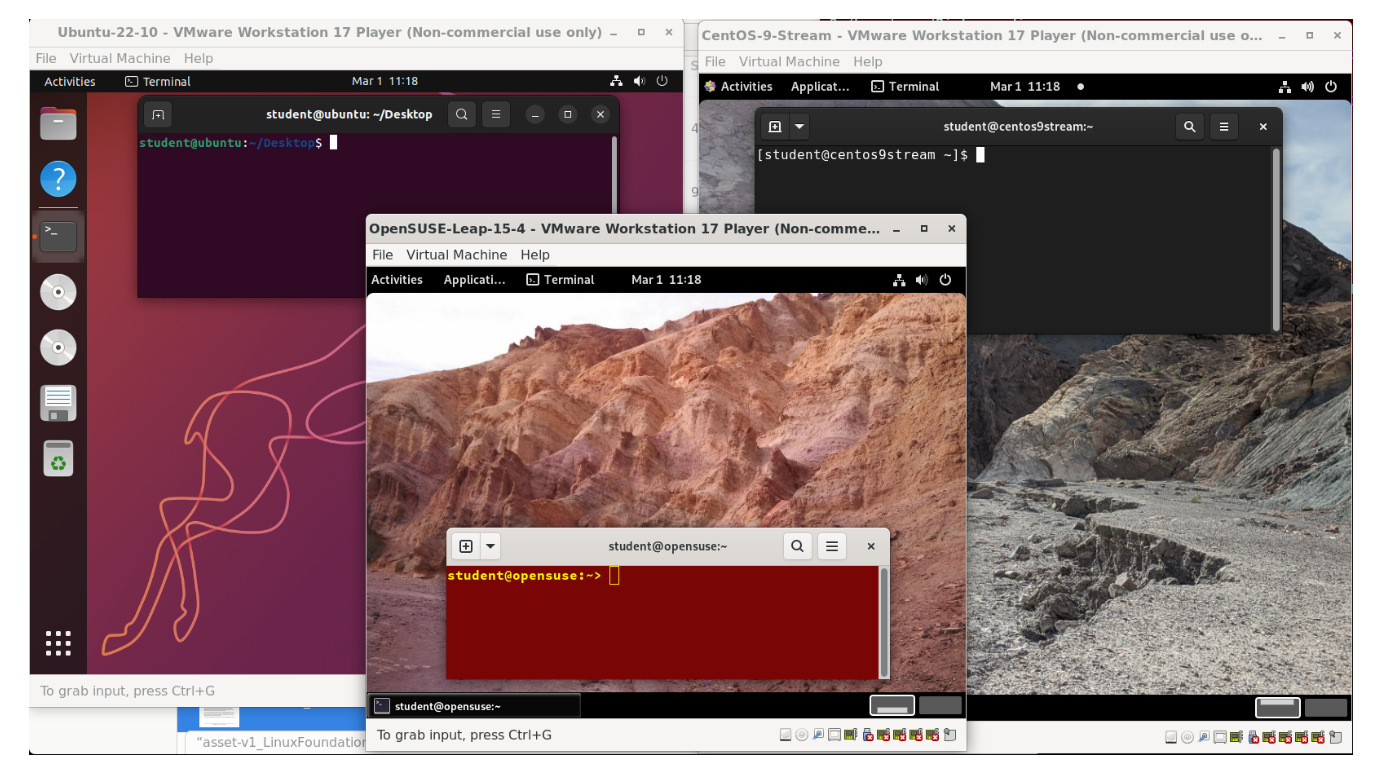 Ubuntu-22-10 - VMware Workstation 17 Player (Non-commercial use only)
File Virtual Machine Help
Activities Terminal Mar 1 11:18
student@ubuntu: ~/Desktop
student@ubuntu:~/Desktop$
To grab input, press Ctrl+G
"asset-v1_LinuxFoundation
CentOS-9-Stream - VMware Workstation 17 Player (Non-commercial use o...
File Virtual Machine Help
Activities Applicat... Terminal Mar 1 11:18
student@centos9stream:~
[student@centos9stream ~]$
OpenSUSE-Leap-15-4 - VMware Workstation 17 Player (Non-comme...
File Virtual Machine Help
Activities Applicati... Terminal Mar 1 11:18
student@opensuse:~
student@opensuse:~>
student@opensuse:~
To grab input, press Ctrl+G